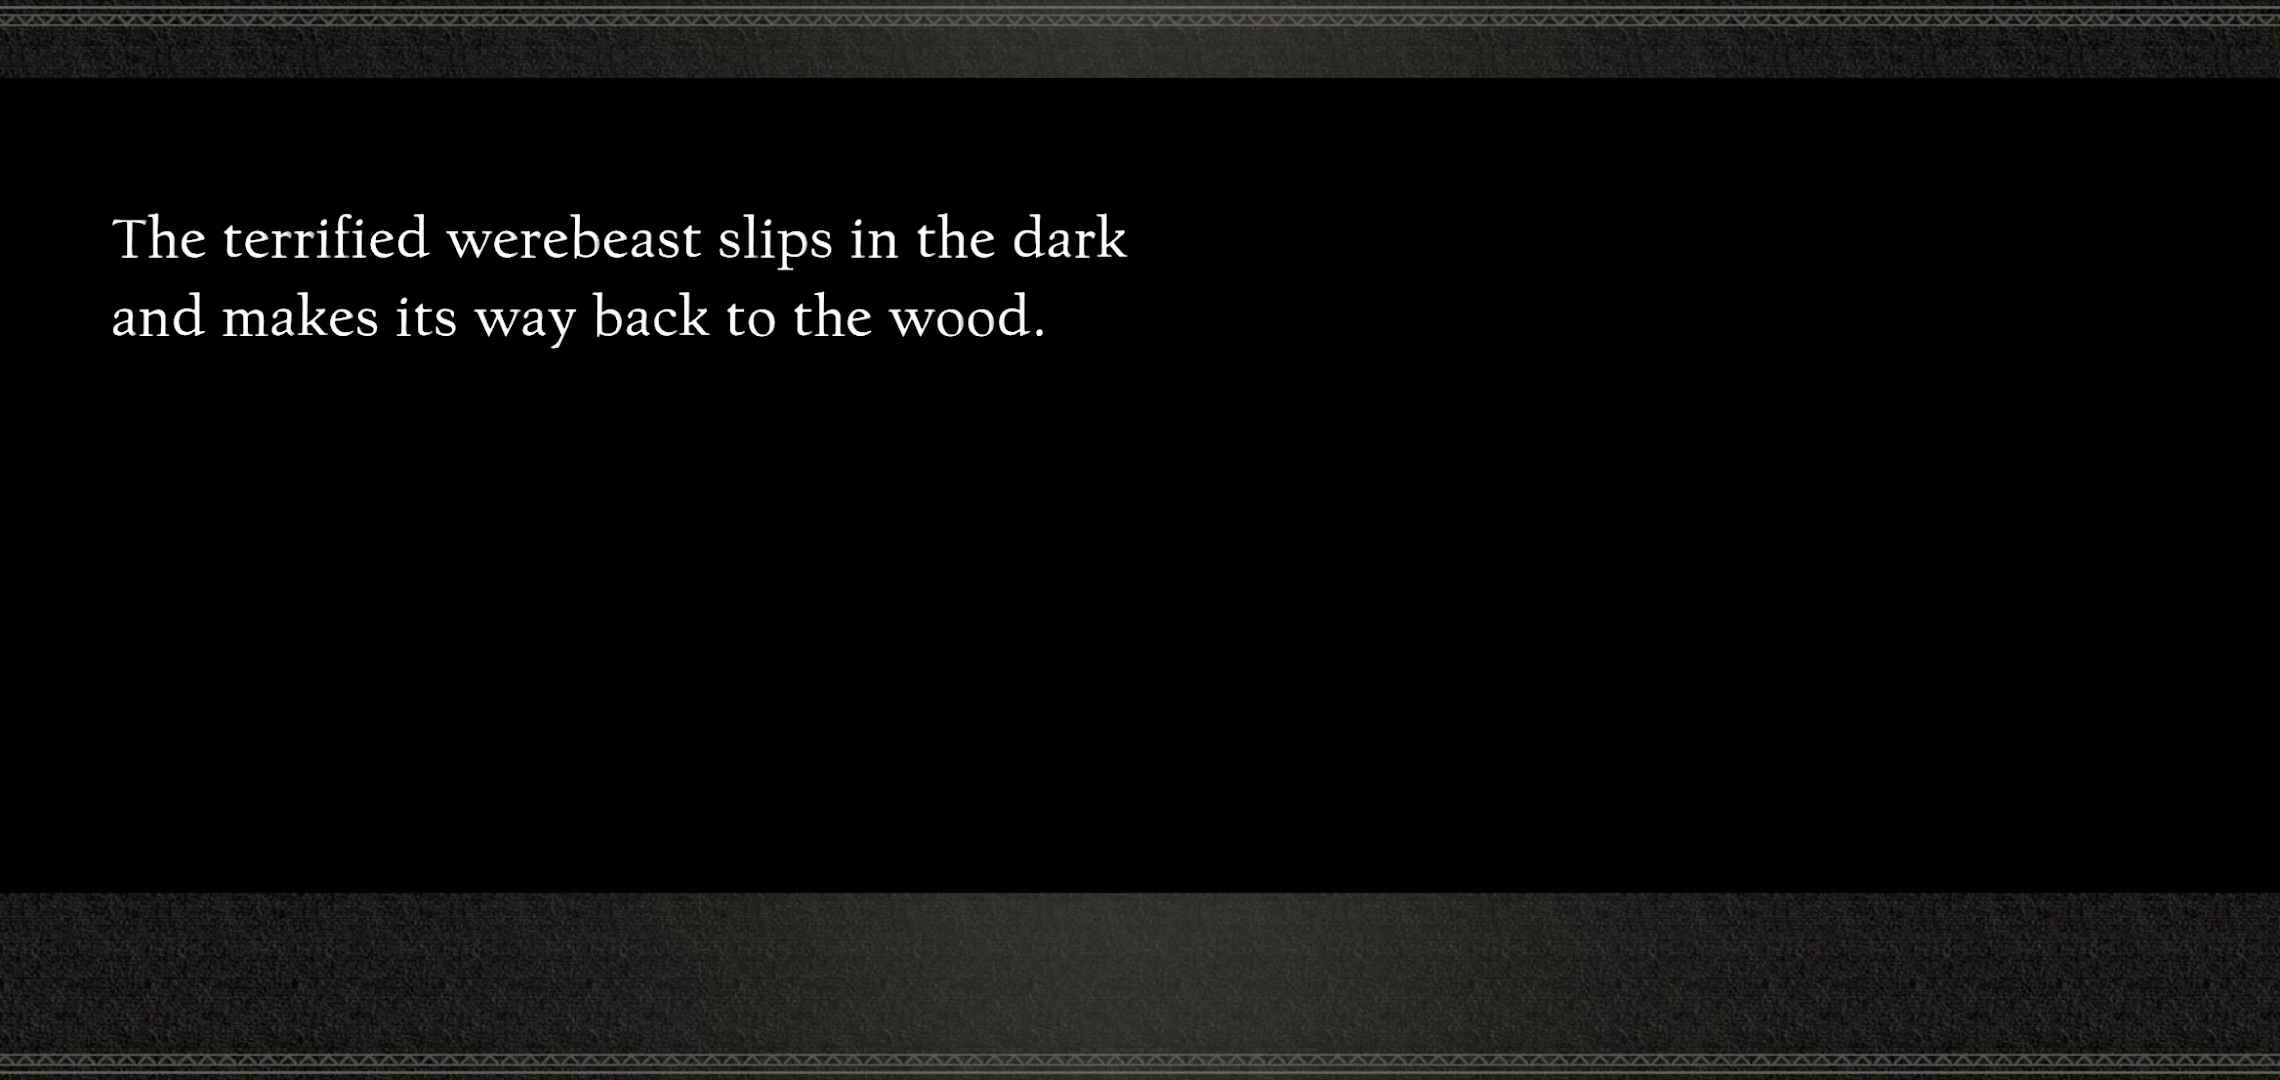 The terrified werebeast slips in the dark
and makes its way back to the wood.